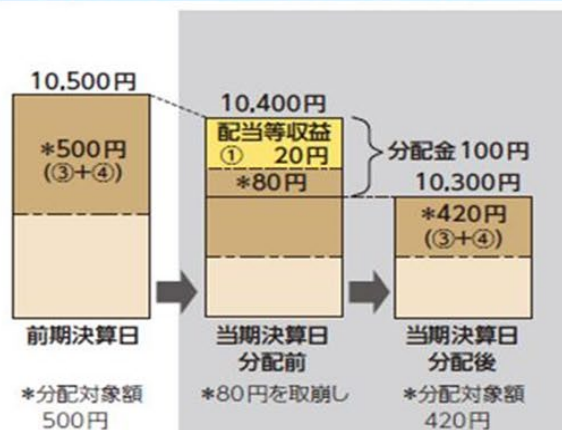 10,500円
*500円
(③+④)
前期決算日
*分配対象額
500円
10,400円
配当等収益
① 20円
*80円
分配金100円
当期決算日
分配前
*80円を取崩し
10,300円
*420円
(③+④)
当期決算日
分配後
*分配対象額
420円